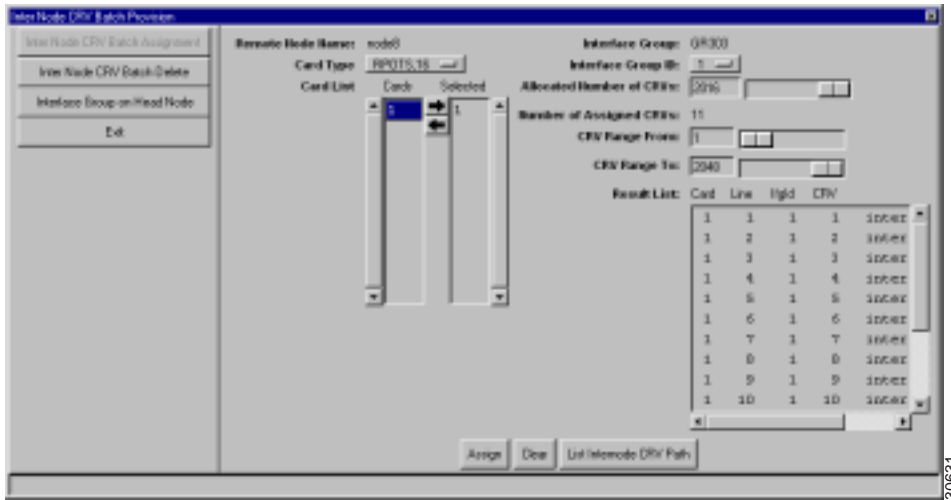 Inter Node CRV Batch Provision
Inter Node CRV Batch Assignment
Inter Node CRV Batch Delete
Interface Group on Head Node
Exit
Remote Node Name: node8
Card Type RPOTS,16
Card List Cards Selected
1 1
Interface Group: GR303
Interface Group ID: 1
Allocated Number of CRVs: 2016
Number of Assigned CRVs: 11
CRV Range From: 1
CRV Range To: 2040
Result List: Card Line IfgId CRV
1 1 1 1 inter
1 2 1 2 inter
1 3 1 3 inter
1 4 1 4 inter
1 5 1 5 inter
1 6 1 6 inter
1 7 1 7 inter
1 8 1 8 inter
1 9 1 9 inter
1 10 1 10 inter
Assign Clear List Internode CRV Path
20631